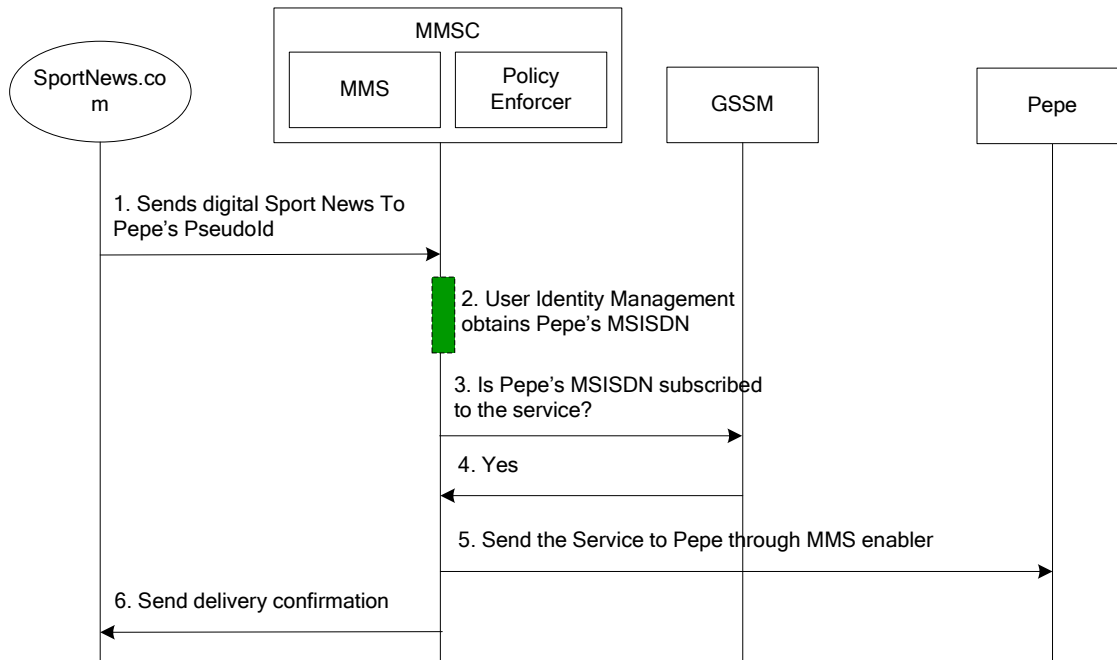 MMSC
SportNews.co
m
MMS
Policy
Enforcer
GSSM
Pepe
1. Sends digital Sport News To
Pepe's PseudoId
2. User Identity Management
obtains Pepe's MSISDN
3. Is Pepe's MSISDN subscribed
to the service?
4. Yes
5. Send the Service to Pepe through MMS enabler
6. Send delivery confirmation